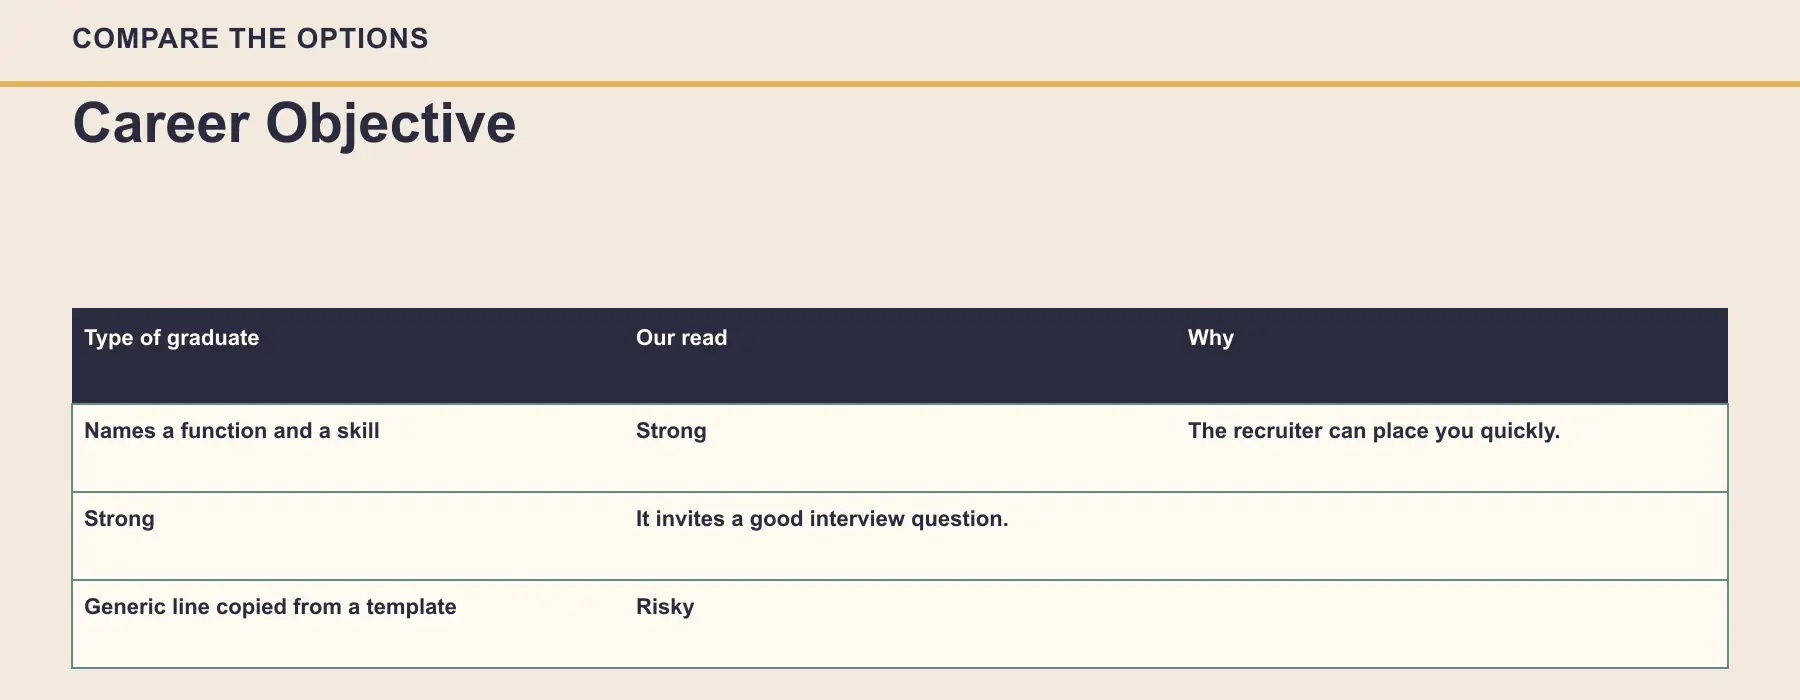 COMPARE THE OPTIONS
Career Objective
Type of graduate Our read Why
Names a function and a skill Strong The recruiter can place you quickly.
Strong It invites a good interview question.
Generic line copied from a template Risky